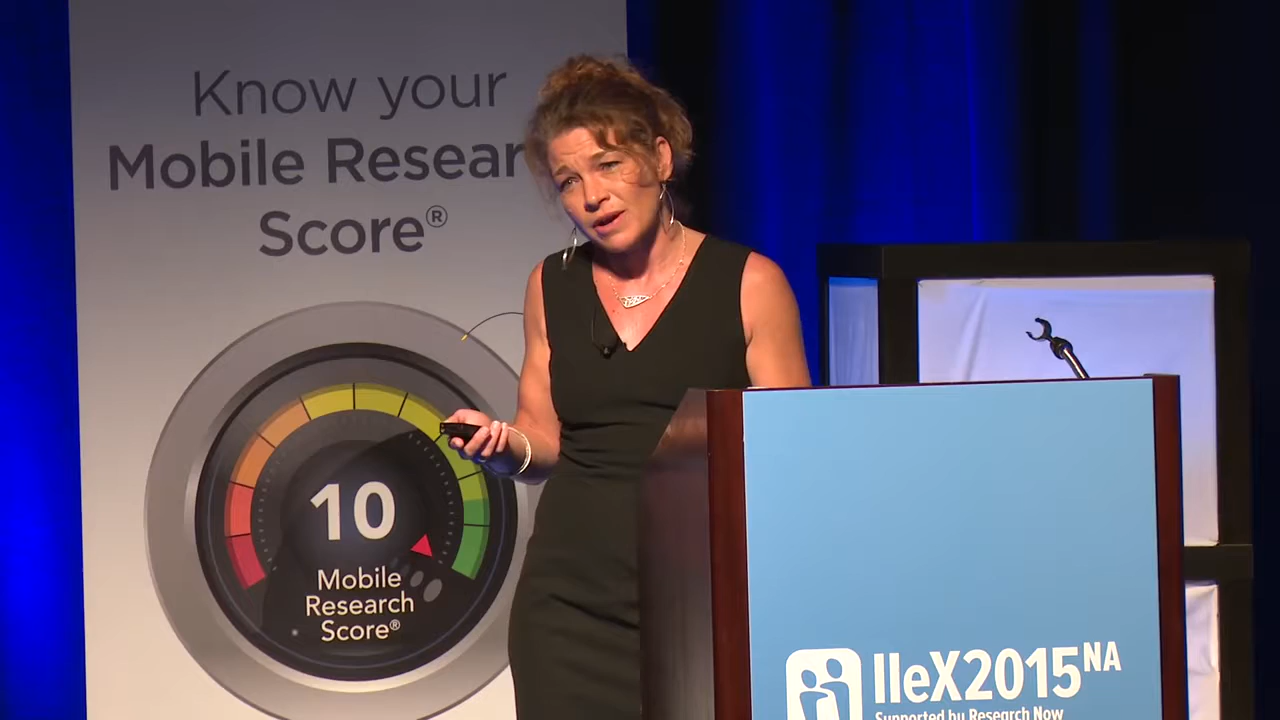 Know your
Mobile Resear
Score®
10
Mobile
Research
Score®
IIeX2015NA
Supported by Research Now